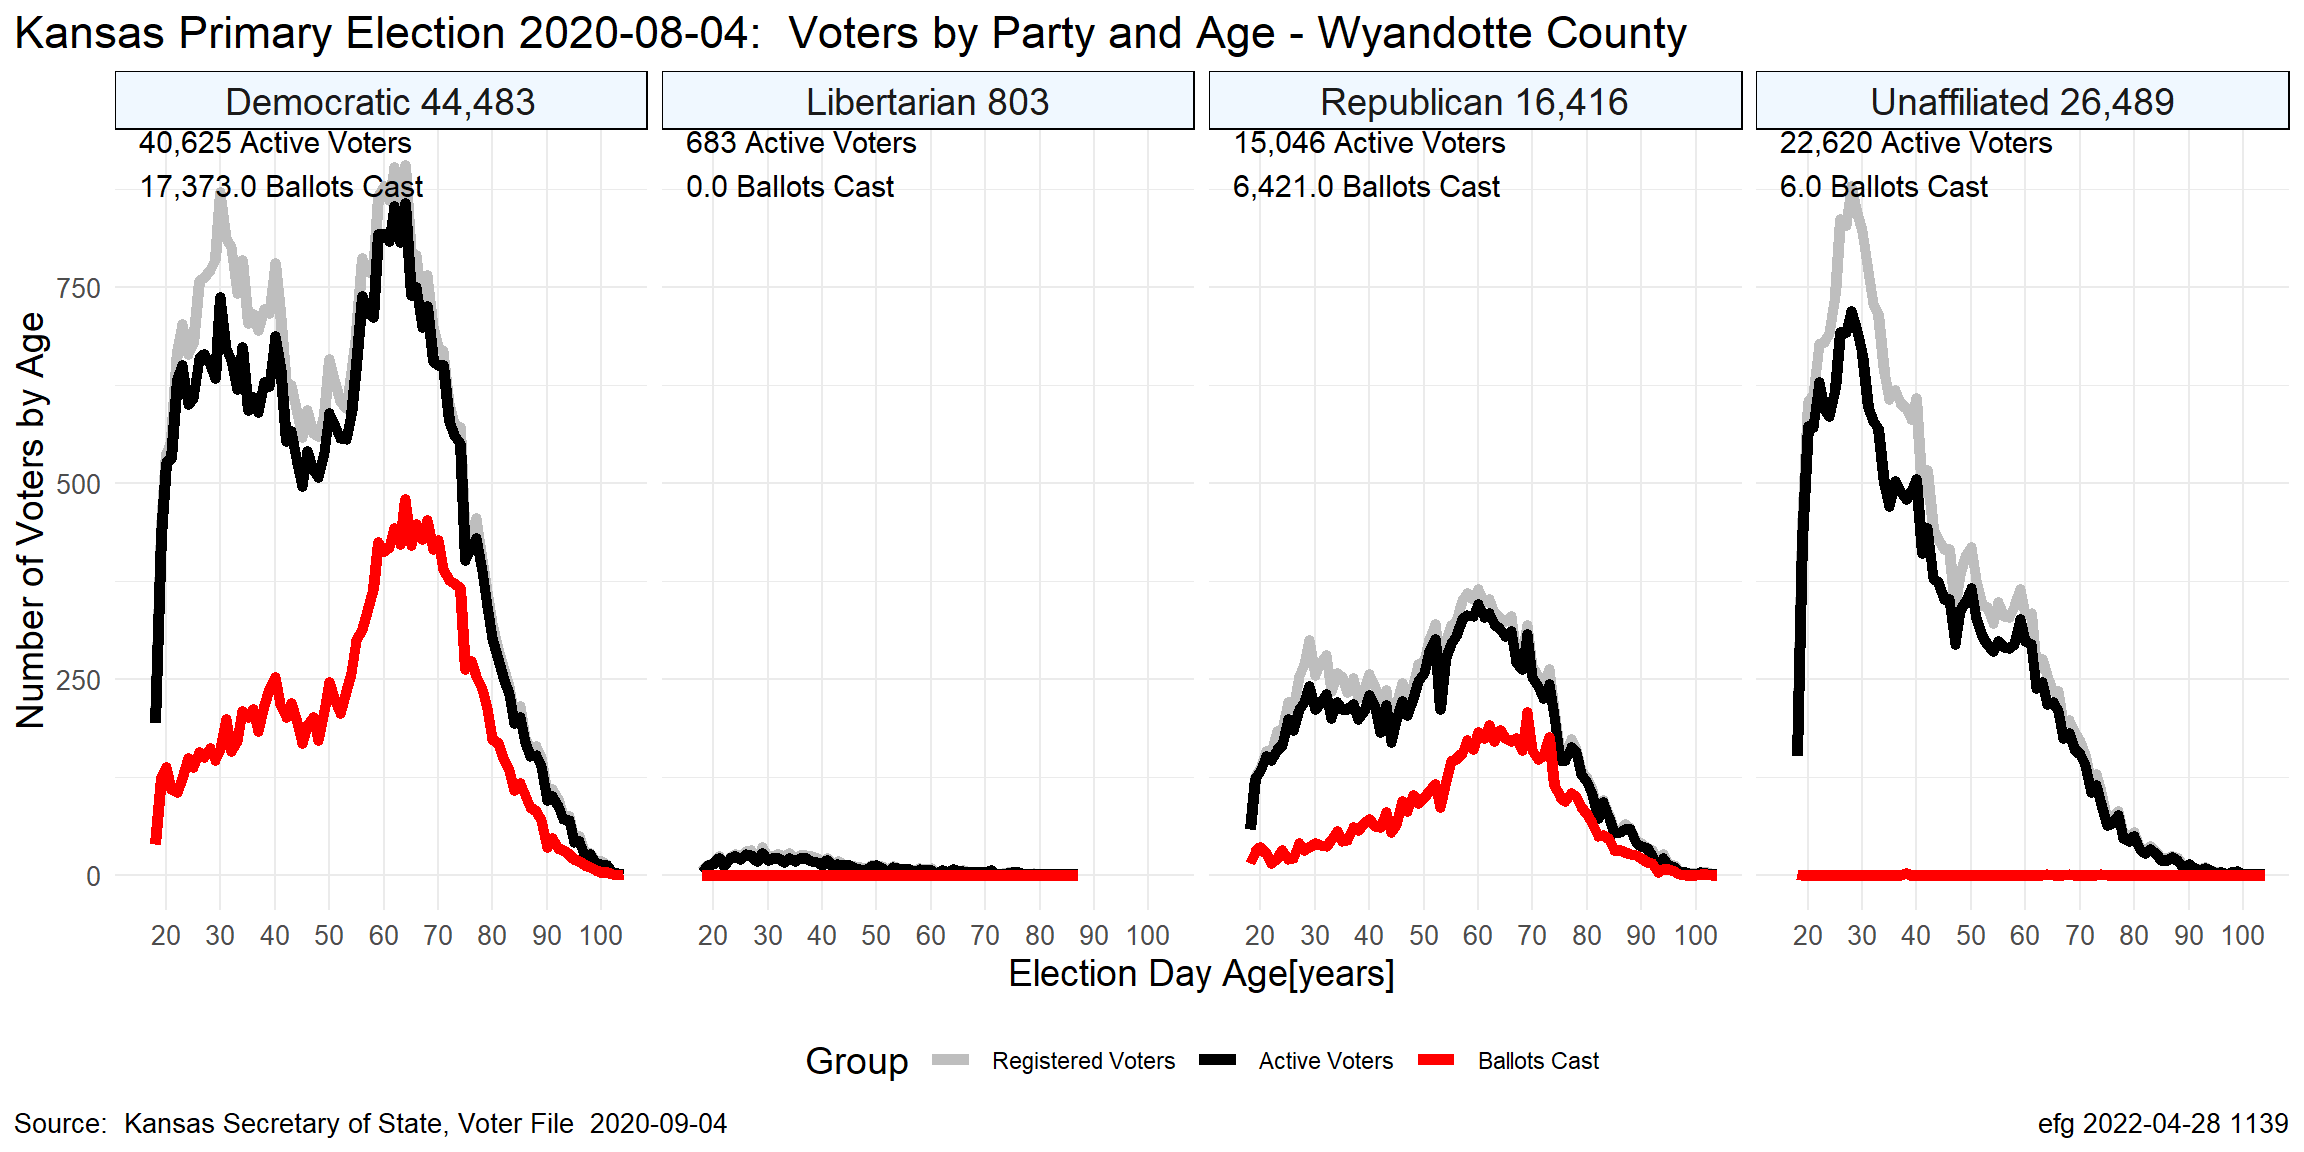 Kansas Primary Election 2020-08-04:  Voters by Party and Age - Wyandotte County
Democratic 44,483
Libertarian 803
Republican 16,416
Unaffiliated 26,489
40,625 Active Voters
17,373.0 Ballots Cast
683 Active Voters
0.0 Ballots Cast
15,046 Active Voters
6,421.0 Ballots Cast
22,620 Active Voters
6.0 Ballots Cast
Number of Voters by Age
750
500
250
0
20 30 40 50 60 70 80 90 100
20 30 40 50 60 70 80 90 100
20 30 40 50 60 70 80 90 100
20 30 40 50 60 70 80 90 100
Election Day Age[years]
Group Registered Voters Active Voters Ballots Cast
Source:  Kansas Secretary of State, Voter File  2020-09-04
efg 2022-04-28 1139